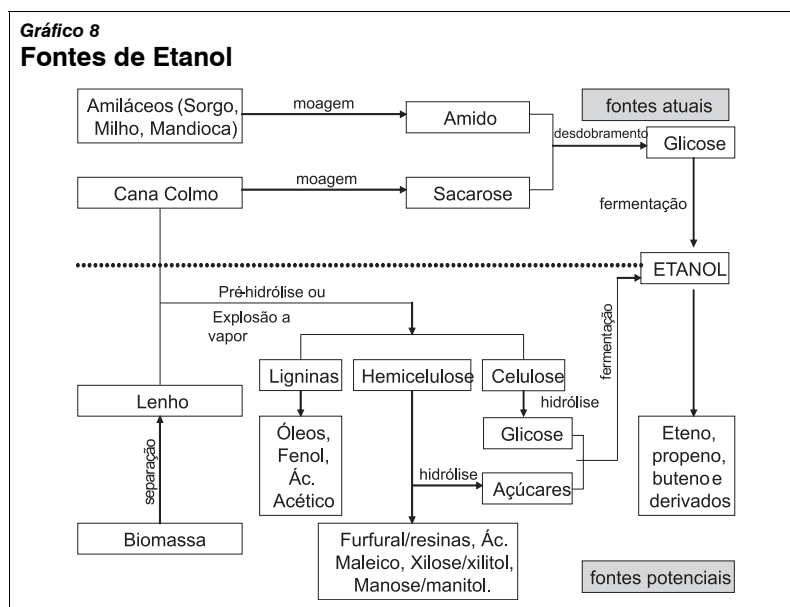 Gráfico 8
Fontes de Etanol
Amiláceos (Sorgo,
Milho, Mandioca)
moagem
Amido
fontes atuais
desdobramento
Glicose
Cana Colmo
moagem
Sacarose
fermentação
ETANOL
Pré-hidrólise ou
Explosão a
vapor
fermentação
Ligninas
Hemicelulose
Celulose
Lenho
hidrólise
Óleos,
Fenol,
Ác.
Acético
Glicose
Eteno,
propeno,
buteno e
derivados
separação
hidrólise
Açúcares
Biomassa
Furfural/resinas, Ác.
Maleico, Xilose/xilitol,
Manose/manitol.
fontes potenciais